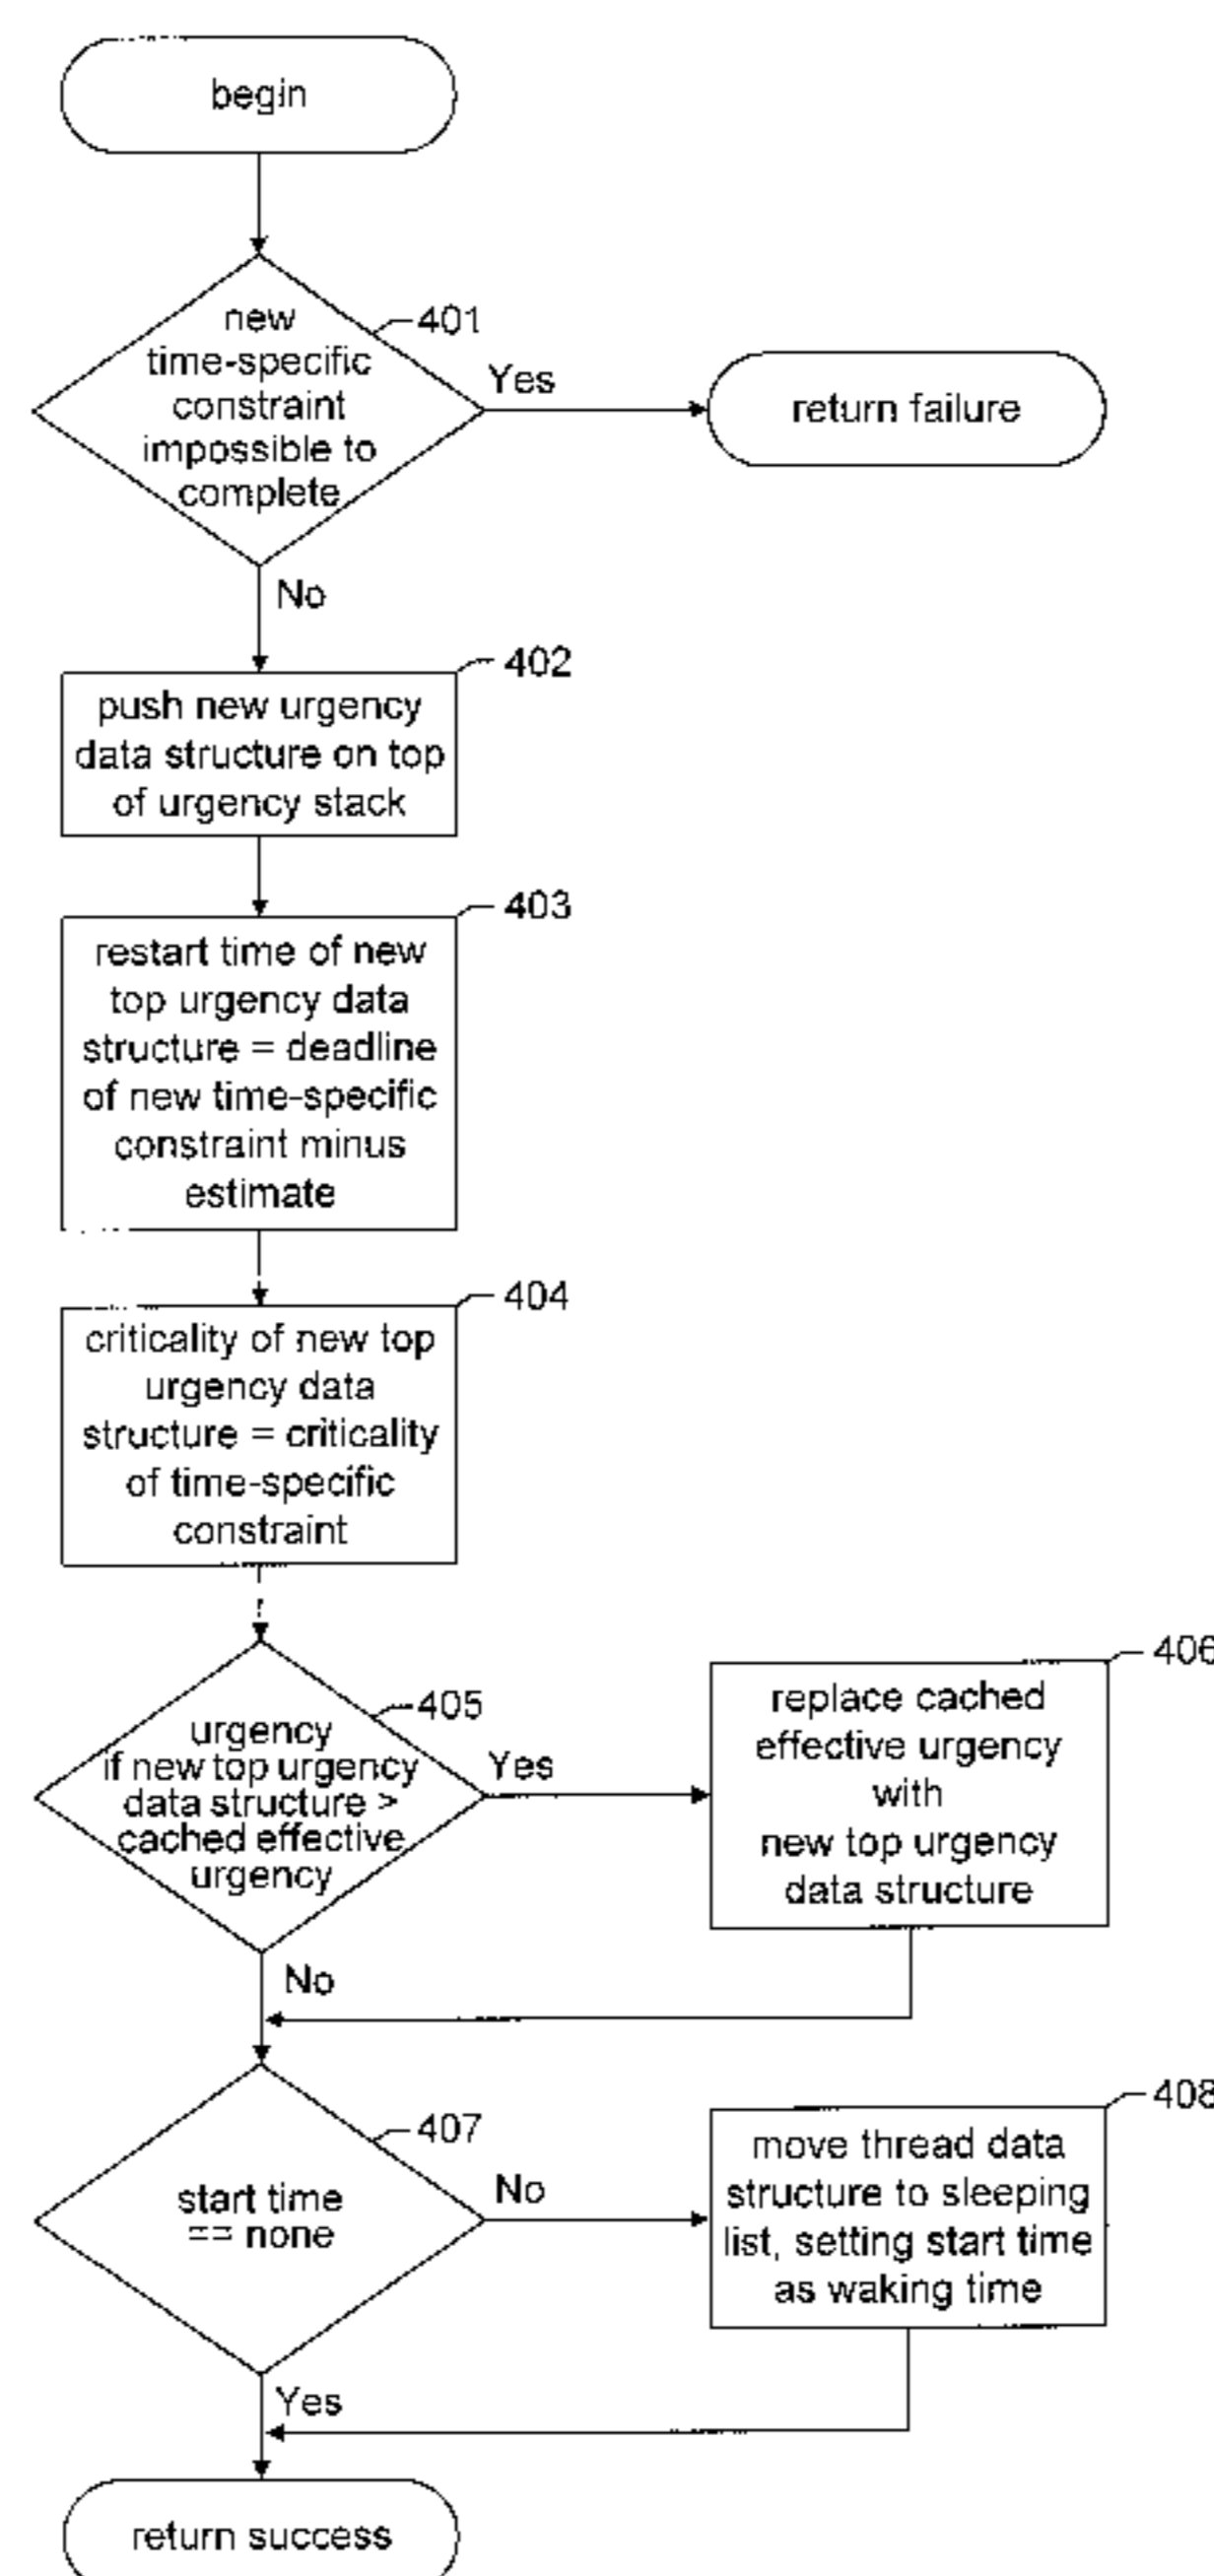 begin
new
time-specific
constraint
impossible to
complete
401
Yes
return failure
No
402
push new urgency
data structure on top
of urgency stack
403
restart time of new
top urgency data
structure = deadline
of new time-specific
constraint minus
estimate
404
criticality of new top
urgency data
structure = criticality
of time-specific
constraint
405
urgency
if new top urgency
data structure >
cached effective
urgency
Yes
406
replace cached
effective urgency
with
new top urgency
data structure
No
407
start time
== none
No
408
move thread data
structure to sleeping
list, setting start time
as waking time
Yes
return success